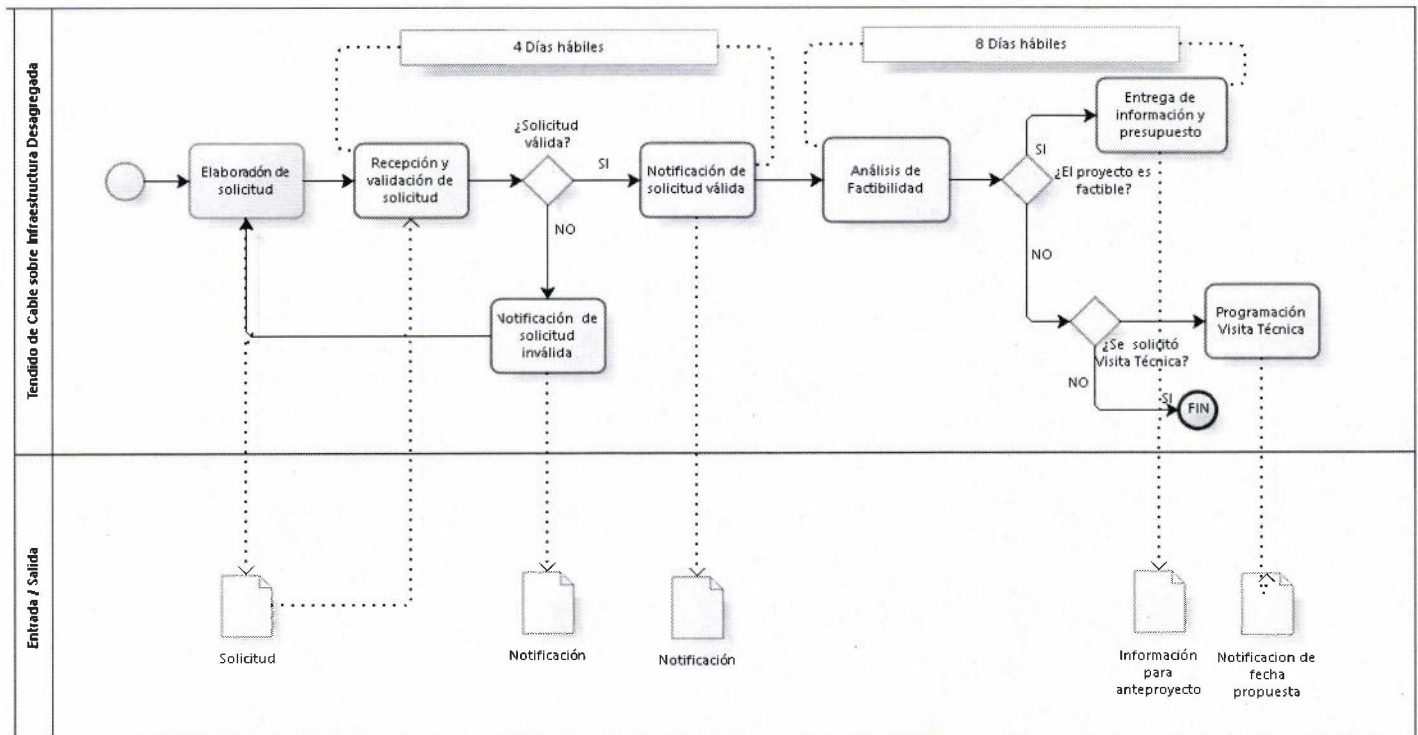 Tendido de Cable sobre Infraestructura Desagregada
4 Días hábiles
8 Días hábiles
Elaboración de
solicitud
Recepción y
validación de
solicitud
¿Solicitud
válida?
SI
NO
Notificación de
solicitud válida
Notificación de
solicitud
inválida
Análisis de
Factibilidad
SI
¿El proyecto es
factible?
NO
Entrega de
información y
presupuesto
¿Se solicitó
Visita Técnica?
NO
SI
Programación
Visita Técnica
FIN
Entrada / Salida
Solicitud
Notificación
Notificación
Información
para
anteproyecto
Notificacion de
fecha
propuesta